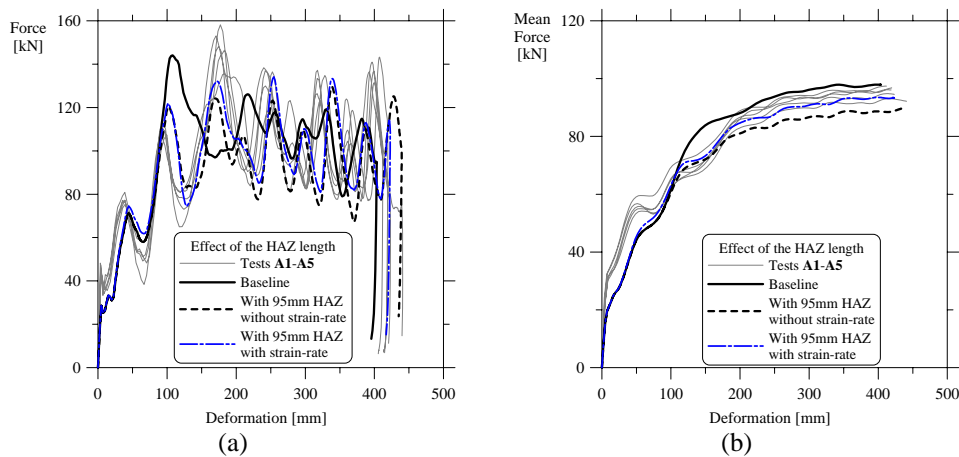 Force
[kN]
160
120
80
40
0
Effect of the HAZ length
Tests A1-A5
Baseline
With 95mm HAZ
without strain-rate
With 95mm HAZ
with strain-rate
0 100 200 300 400 500
Deformation [mm]
(a)
Mean
Force
[kN]
120
80
40
0
Effect of the HAZ length
Tests A1-A5
Baseline
With 95mm HAZ
without strain-rate
With 95mm HAZ
with strain-rate
0 100 200 300 400 500
Deformation [mm]
(b)